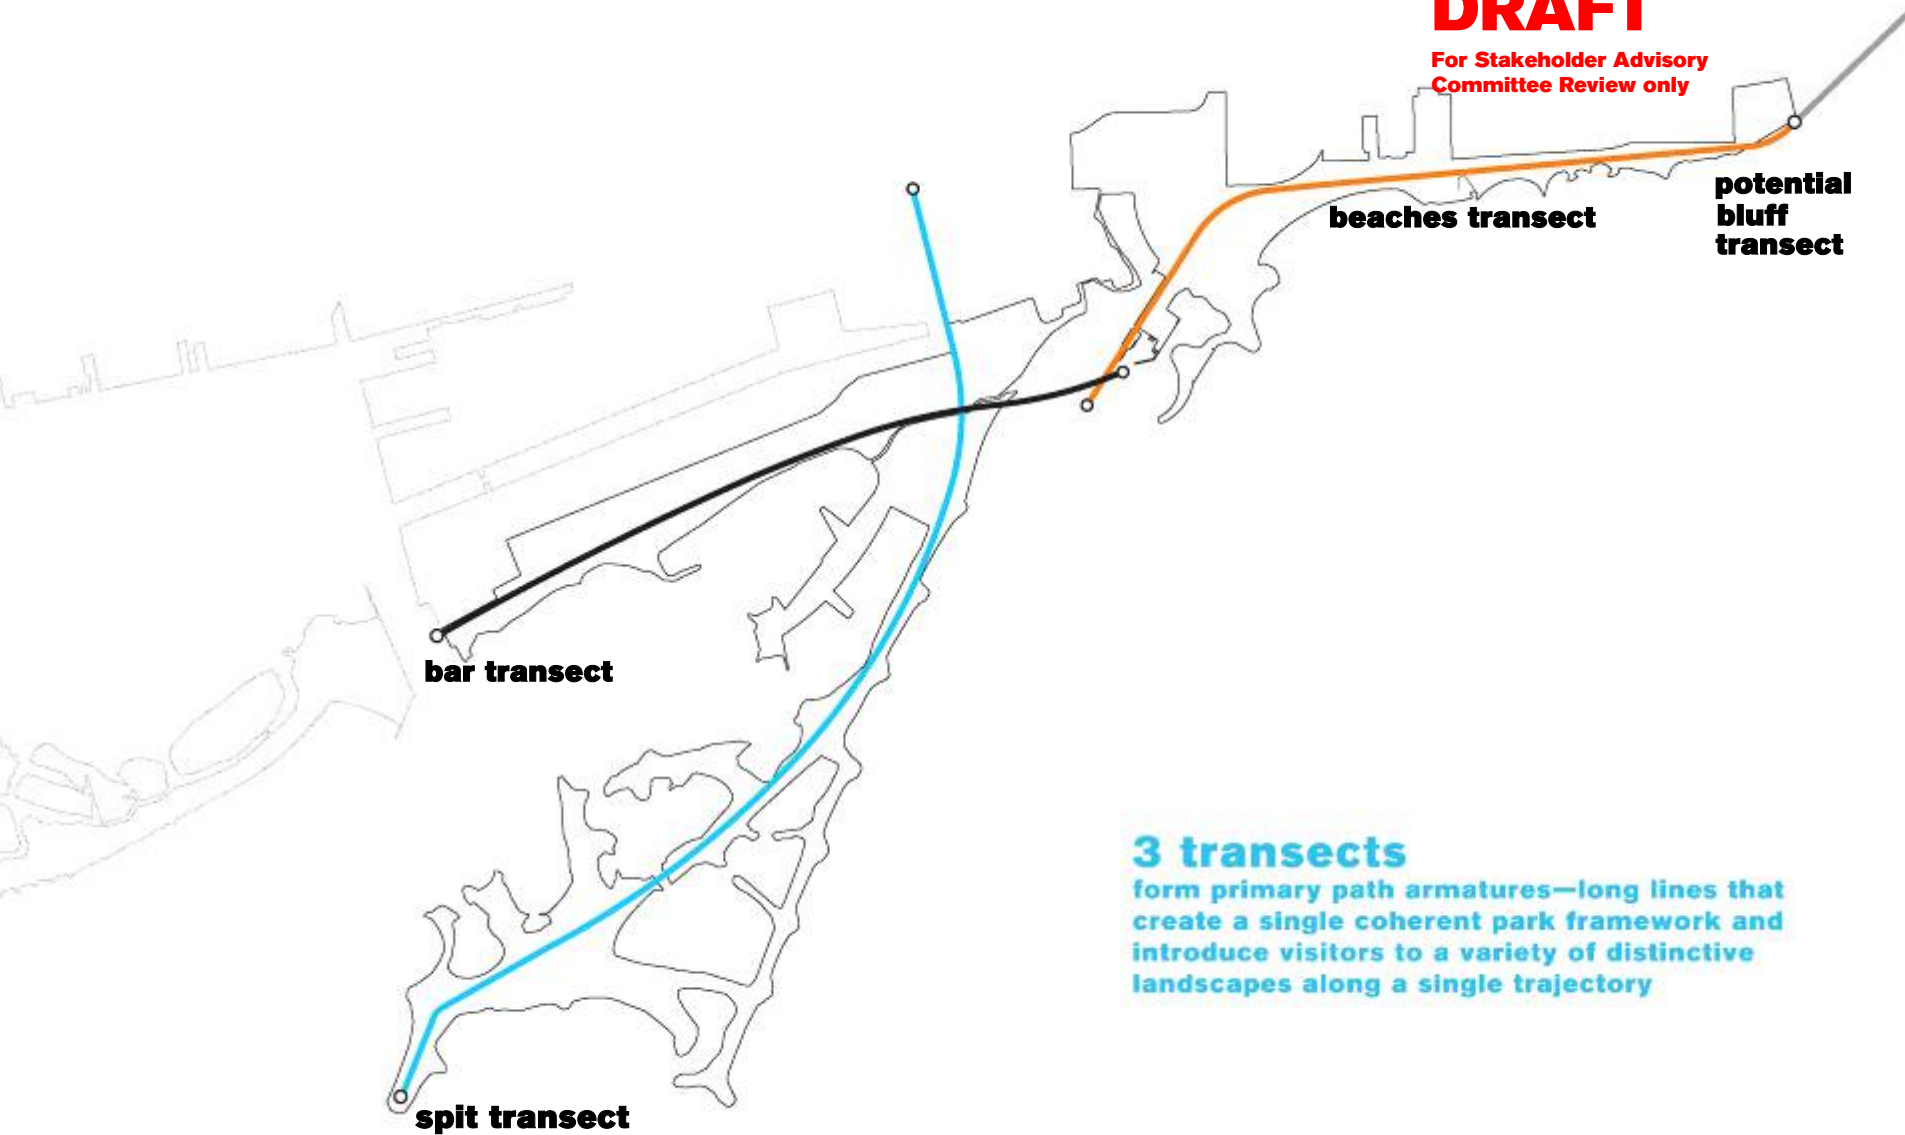 DRAFT
For Stakeholder Advisory
Committee Review only
potential
bluff
transect
beaches transect
bar transect
3 transects
form primary path armatures—long lines that
create a single coherent park framework and
introduce visitors to a variety of distinctive
landscapes along a single trajectory
spit transect